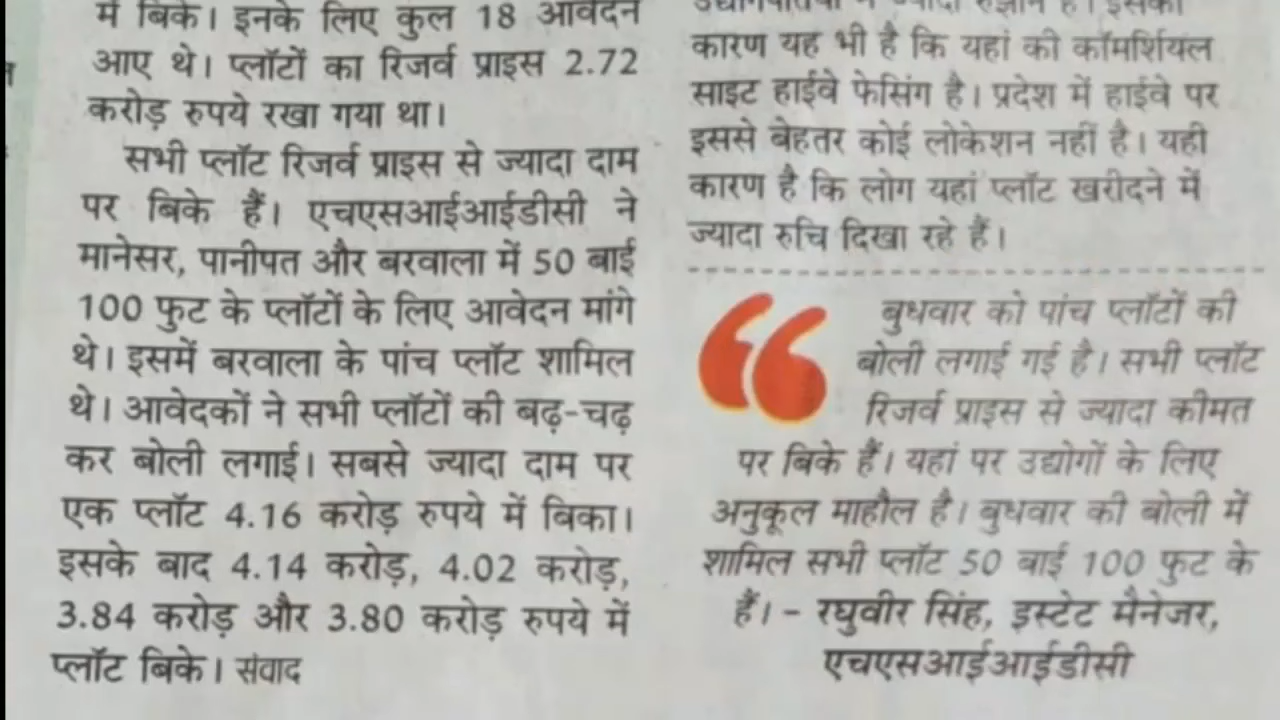 में बिके। इनके लिए कुल 18 आवेदन
आए थे। प्लॉटों का रिजर्व प्राइस 2.72
करोड़ रुपये रखा गया था।
सभी प्लॉट रिजर्व प्राइस से ज्यादा दाम
पर बिके हैं। एचएसआईआईडीसी ने
मानेसर, पानीपत और बरवाला में 50 बाई
100 फुट के प्लॉटों के लिए आवेदन मांगे
थे। इसमें बरवाला के पांच प्लॉट शामिल
थे। आवेदकों ने सभी प्लॉटों की बढ़-चढ़
कर बोली लगाई। सबसे ज्यादा दाम पर
एक प्लॉट 4.16 करोड़ रुपये में विका।
इसके बाद 4.14 करोड़, 4.02 करोड़,
3.84 करोड़ और 3.80 करोड़ रुपये में
प्लॉट बिके। संवाद
ज्यादा रुझान है। इसका
कारण यह भी है कि यहां की कॉमर्शियल
साइट हाईवे फेसिंग है। प्रदेश में हाईवे पर
इससे बेहतर कोई लोकेशन नहीं है। यही
कारण है कि लोग यहां प्लॉट खरीदने में
ज्यादा रुचि दिखा रहे हैं।
बुधवार को पांच प्लॉटों की
बोली लगाई गई है। सभी प्लॉट
रिजर्व प्राइस से ज्यादा कीमत
पर बिके हैं। यहां पर उद्योगों के लिए
अनुकूल माहौल है। बुधवार की बोली में
शामिल सभी प्लॉट 50 बाई 100 फुट के
हैं। - रघुवीर सिंह, इस्टेट मैनेजर,
एचएसआईआईडीसी